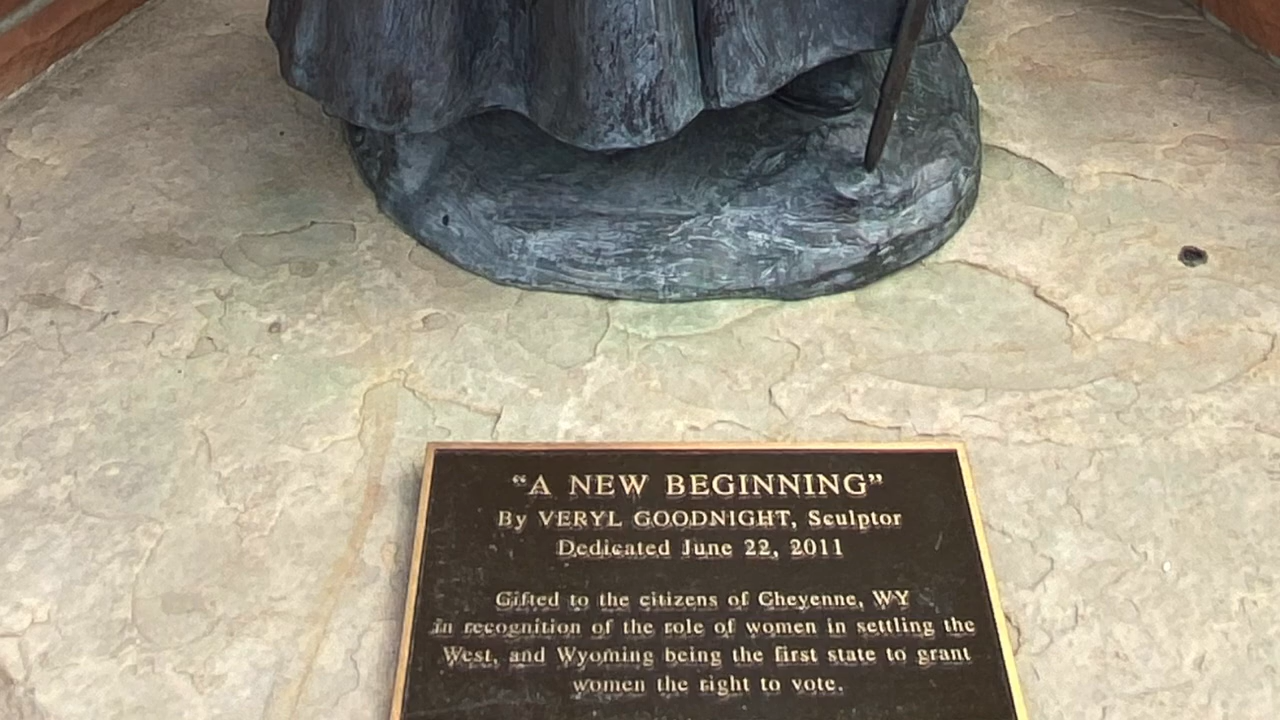 “A NEW BEGINNING”
By VERYL GOODNIGHT, Sculptor
Dedicated June 22, 2011
Gifted to the citizens of Cheyenne, WY
in recognition of the role of women in settling the
West, and Wyoming being the first state to grant
women the right to vote.